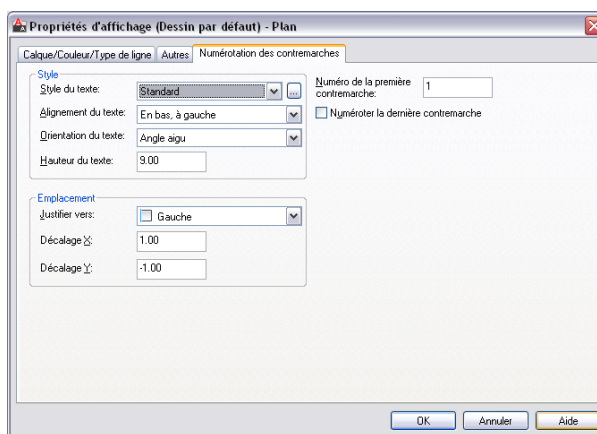 Propriétés d'affichage (Dessin par défaut) - Plan
Calque/Couleur/Type de ligne Autres Numérotation des contremarches
Style
Style du texte: Standard ...
Alignement du texte: En bas, à gauche
Orientation du texte: Angle aigu
Hauteur du texte: 9.00
Numéro de la première contremarche: 1
Numéroter la dernière contremarche
Emplacement
Justifier vers: Gauche
Décalage X: 1.00
Décalage Y: -1.00
OK Annuler Aide